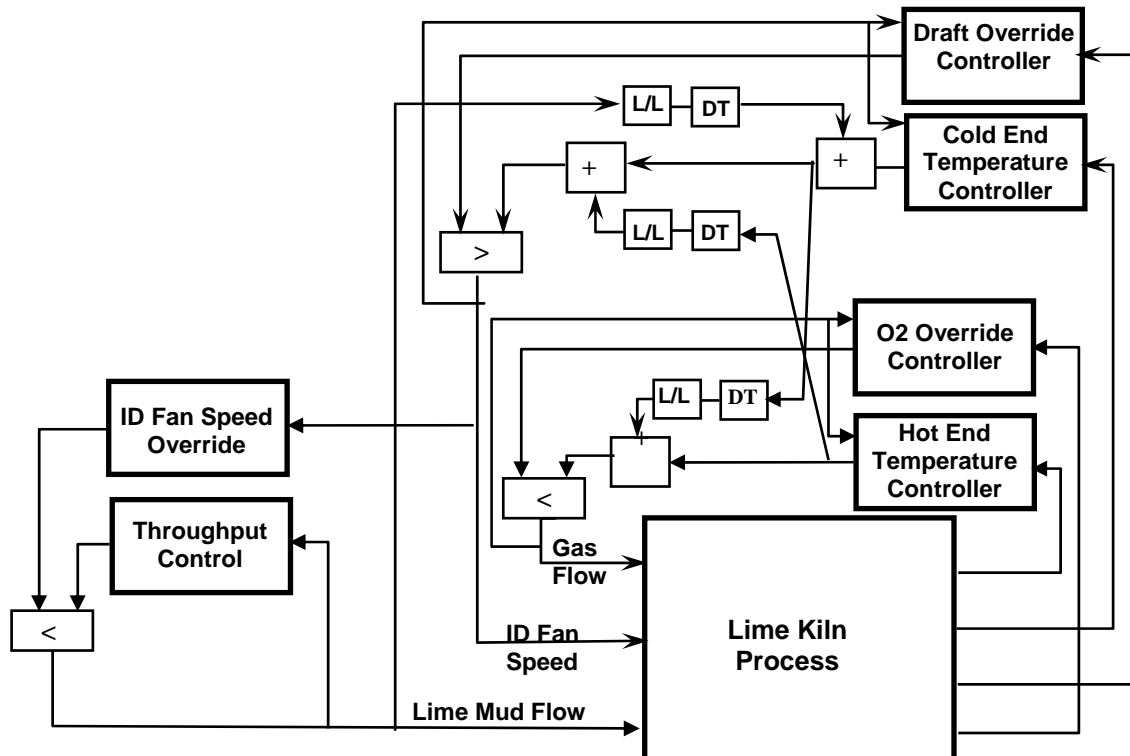 Draft Override
Controller
L/L
DT
Cold End
Temperature
Controller
+
+
L/L
DT
>
O2 Override
Controller
ID Fan Speed
Override
L/L
DT
+
Hot End
Temperature
Controller
<
Throughput
Control
Gas
Flow
<
ID Fan
Speed
Lime Kiln
Process
Lime Mud Flow